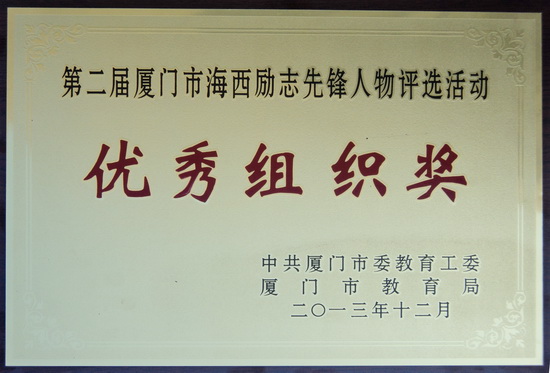 第二届厦门市海西励志先锋人物评选活动
优秀组织奖
中共厦门市委教育工委
厦门市教育局
二〇一三年十二月